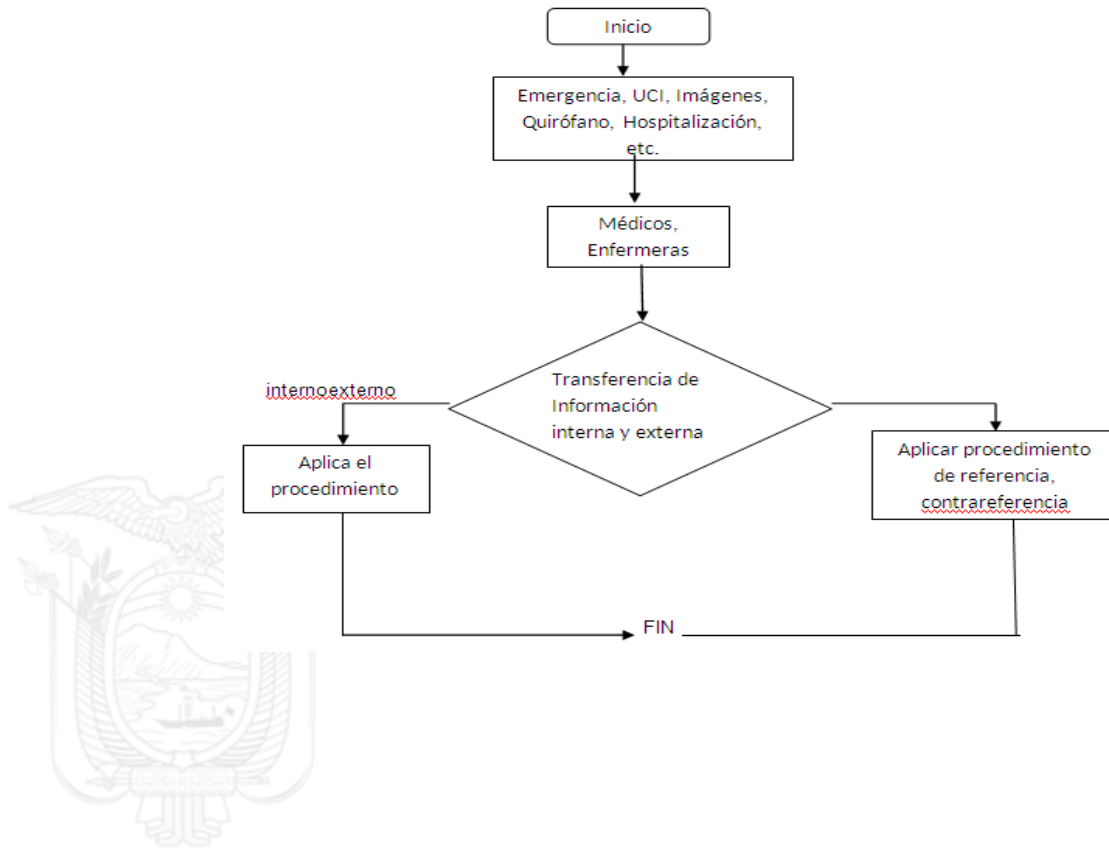 Inicio
Emergencia, UCI, Imágenes,
Quirófano, Hospitalización,
etc.
Médicos,
Enfermeras
Transferencia de
Información
interna y externa
internoexterno
Aplica el
procedimiento
Aplicar procedimiento
de referencia,
contrareferencia
FIN